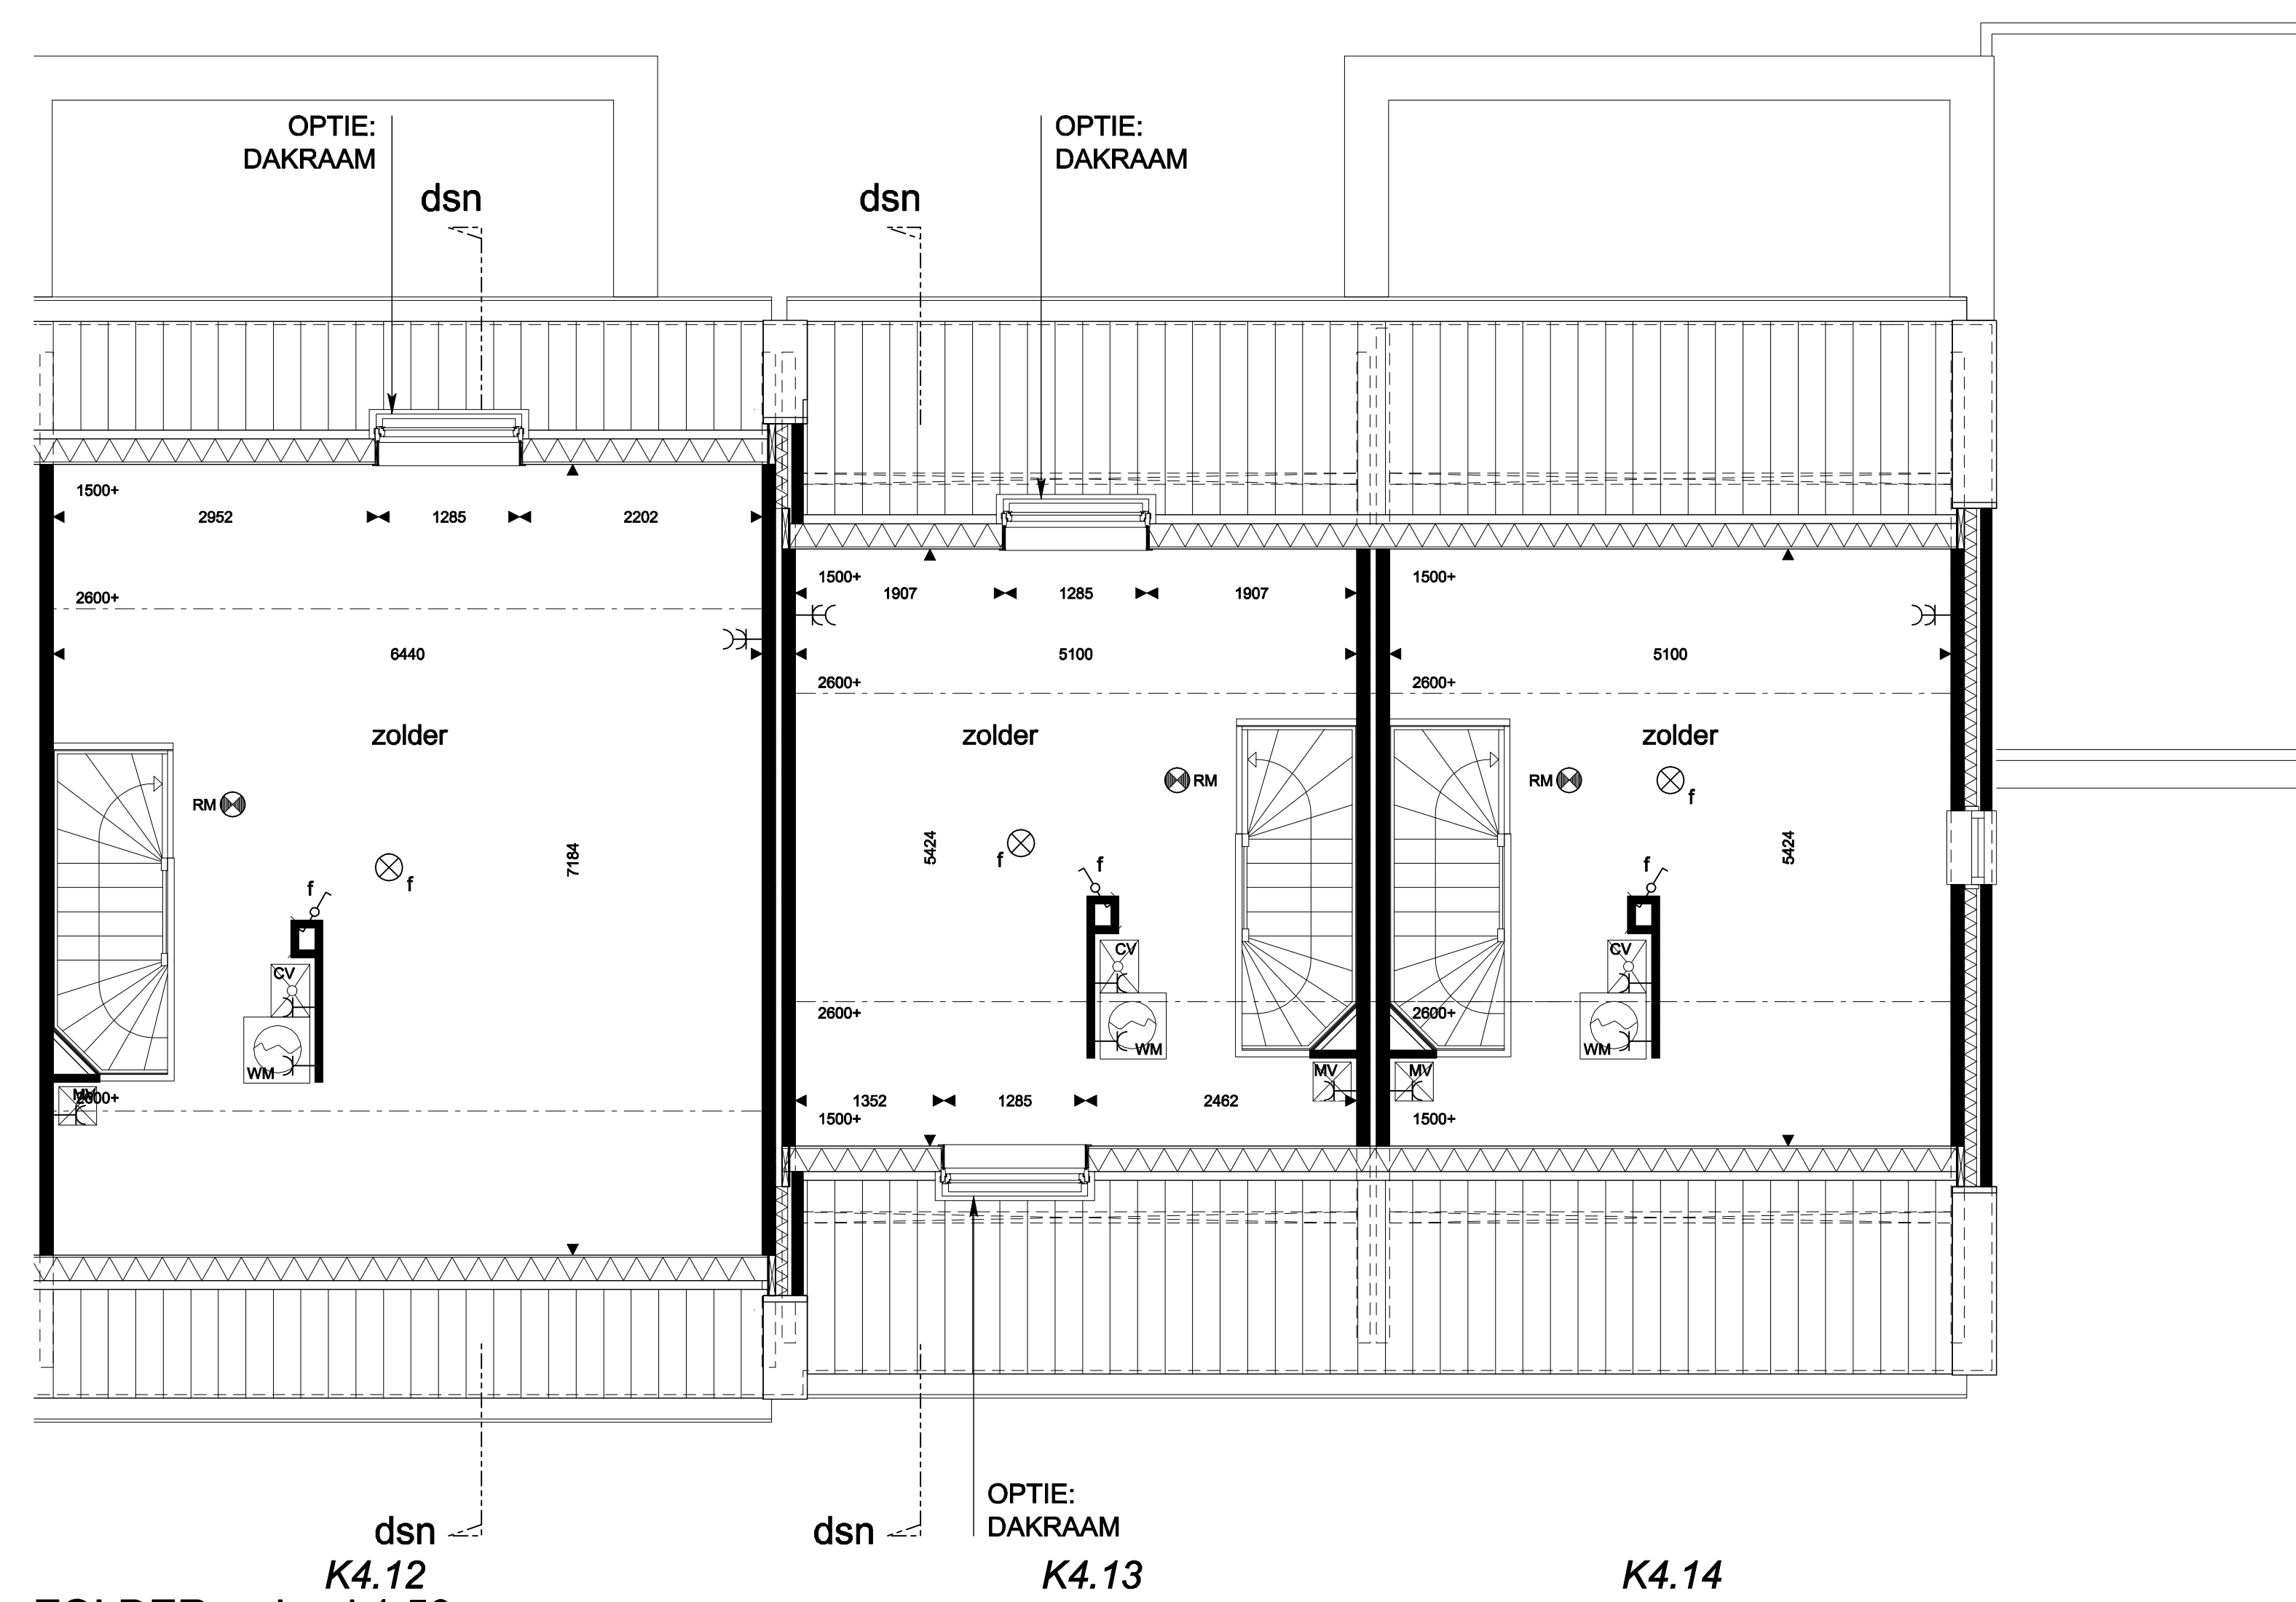 OPTIE:
DAKRAAM
OPTIE:
DAKRAAM
dsn
dsn
1500+
2952
1285
2202
1500+
1500+
1907
1285
1907
2600+
6440
5100
5100
2600+
2600+
zolder
zolder
zolder
RM
RM
RM
f
7184
5424
5424
f
f
f
f
f
CV
CV
CV
2600+
2600+
WM
WM
WM
MV
MV
MV
2600+
1352
1285
2462
1500+
1500+
OPTIE:
DAKRAAM
dsn
dsn
K4.12
K4.13
K4.14